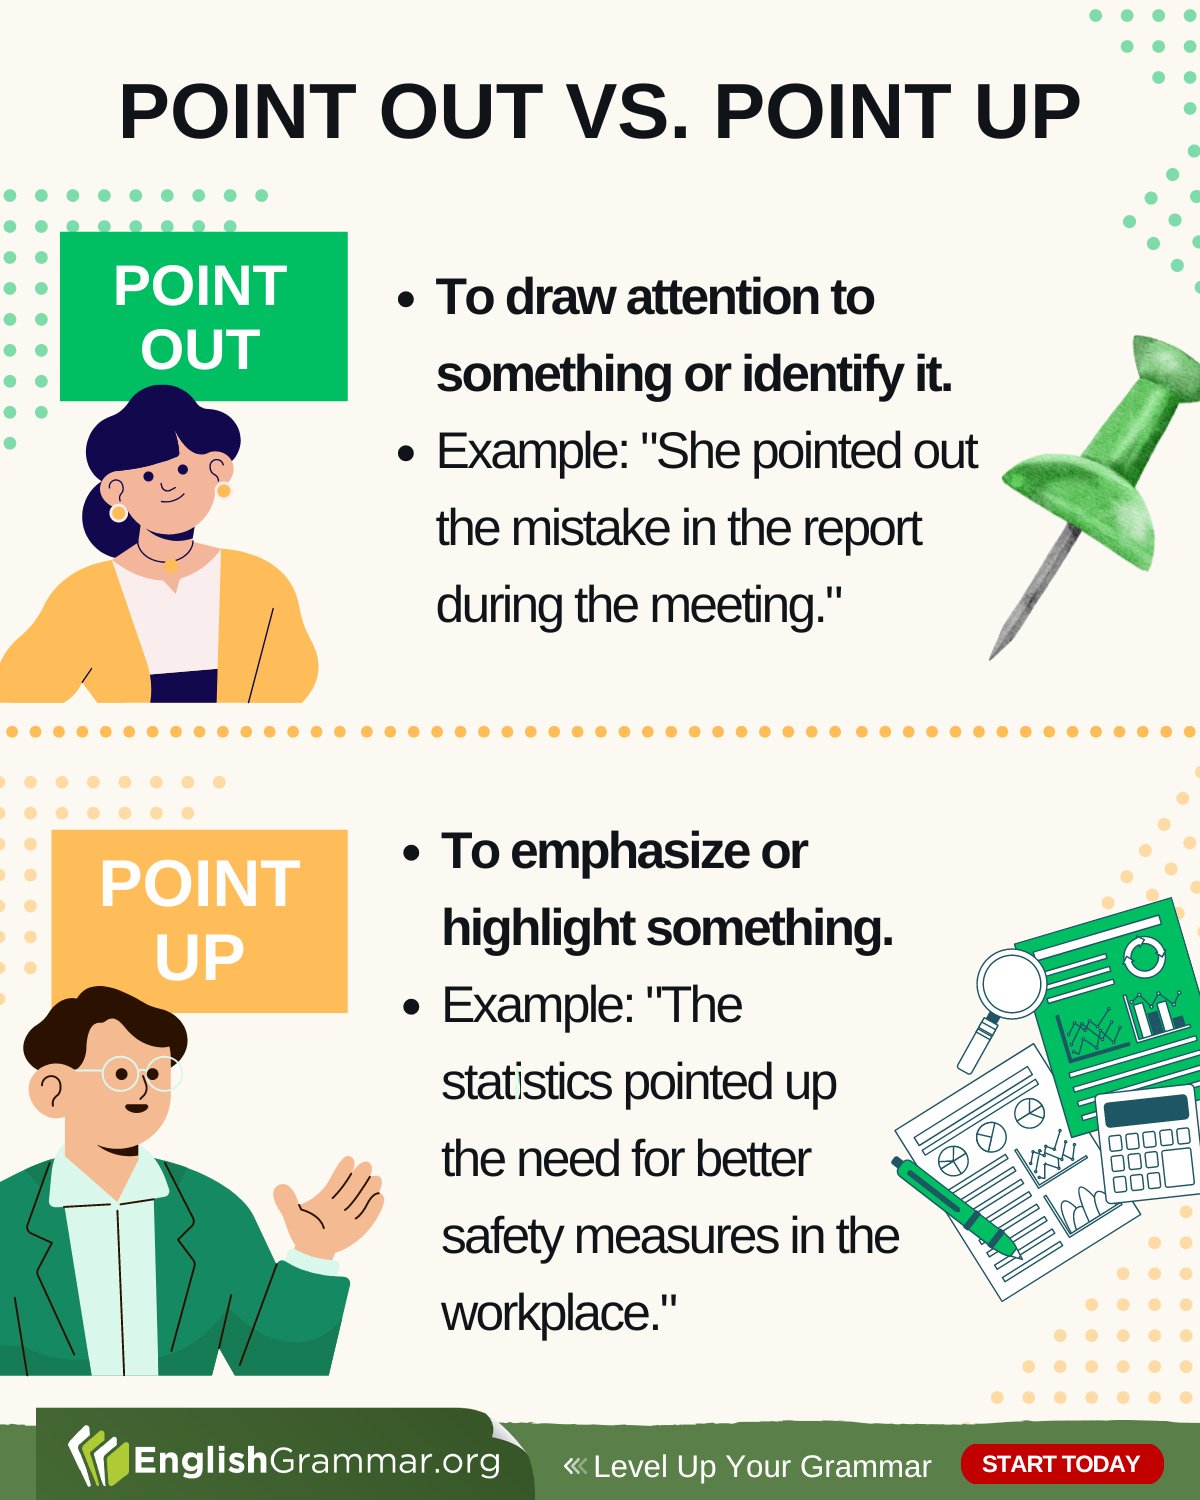 POINT OUT VS. POINT UP
POINT
OUT
• To draw attention to
something or identify it.
• Example: "She pointed out
the mistake in the report
during the meeting."
POINT
UP
• To emphasize or
highlight something.
• Example: "The
statistics pointed up
the need for better
safety measures in the
workplace."
EnglishGrammar.org
Level Up Your Grammar
START TODAY